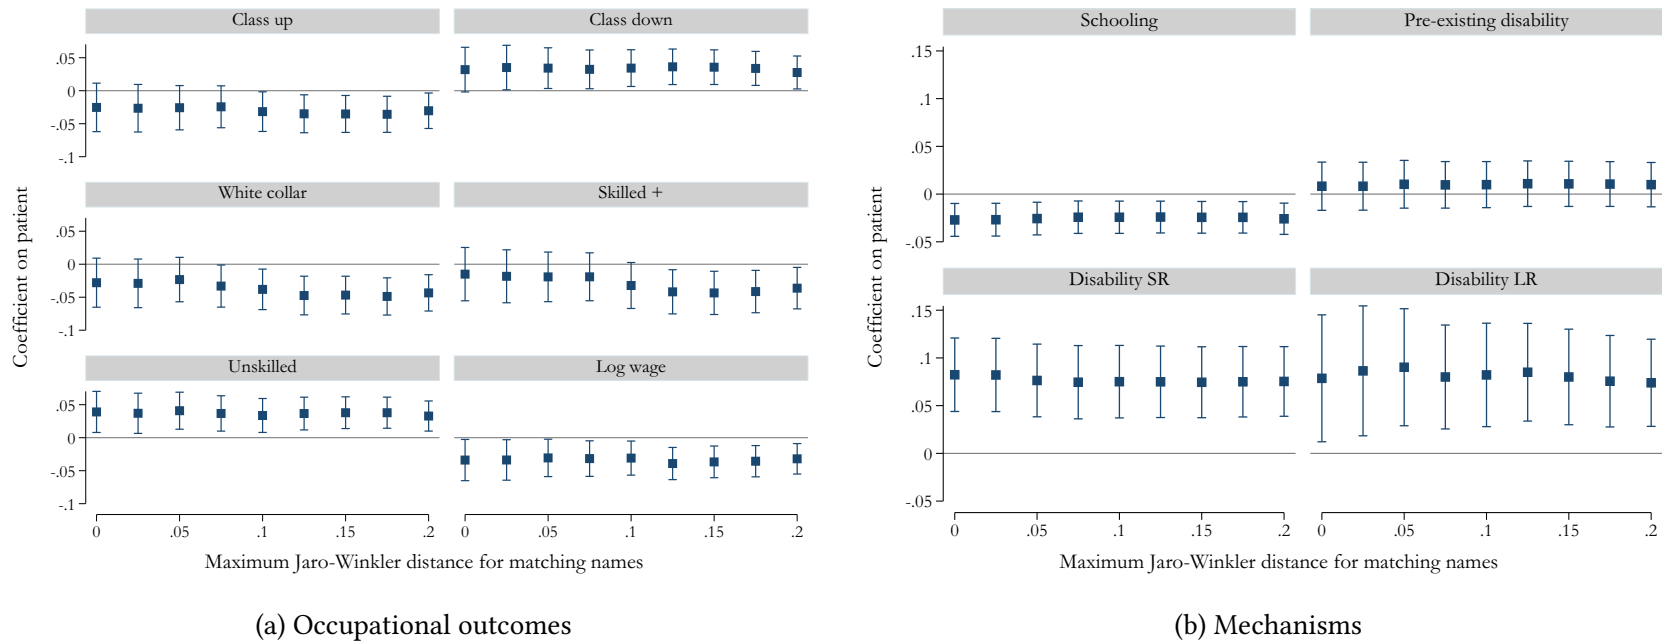 Class up
Class down
.05
0
-.05
-.1
White collar
Skilled +
.05
0
-.05
-.1
Unskilled
Log wage
.05
0
-.05
-.1
0
.05
.1
.15
.2
0
.05
.1
.15
.2
Coefficient on patient
Maximum Jaro-Winkler distance for matching names
(a) Occupational outcomes
Schooling
Pre-existing disability
.15
.1
.05
0
-.05
Disability SR
Disability LR
.15
.1
.05
0
-.05
0
.05
.1
.15
.2
0
.05
.1
.15
.2
Coefficient on patient
Maximum Jaro-Winkler distance for matching names
(b) Mechanisms